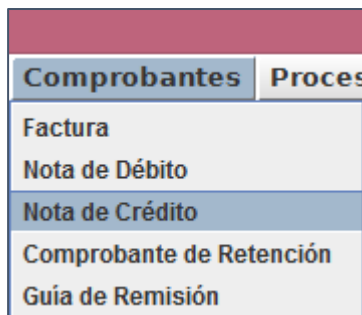 Comprobantes Proces
Factura
Nota de Débito
Nota de Crédito
Comprobante de Retención
Guía de Remisión